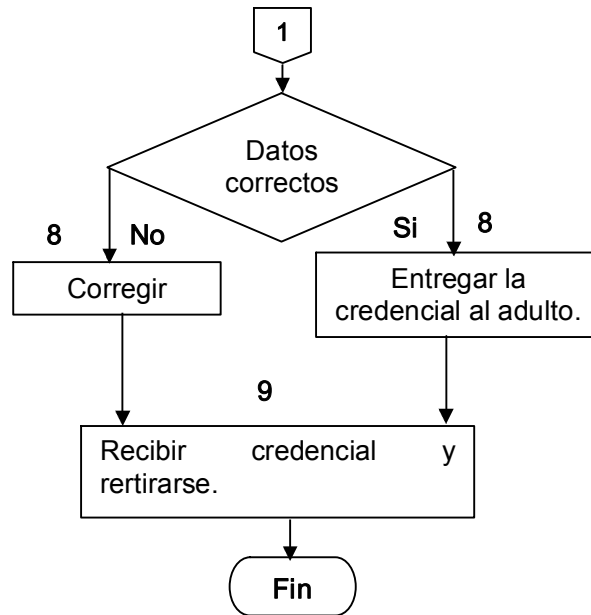 1
Datos
correctos
8 No
Si 8
Corregir
Entregar la
credencial al adulto.
9
Recibir credencial y
rertirarse.
Fin